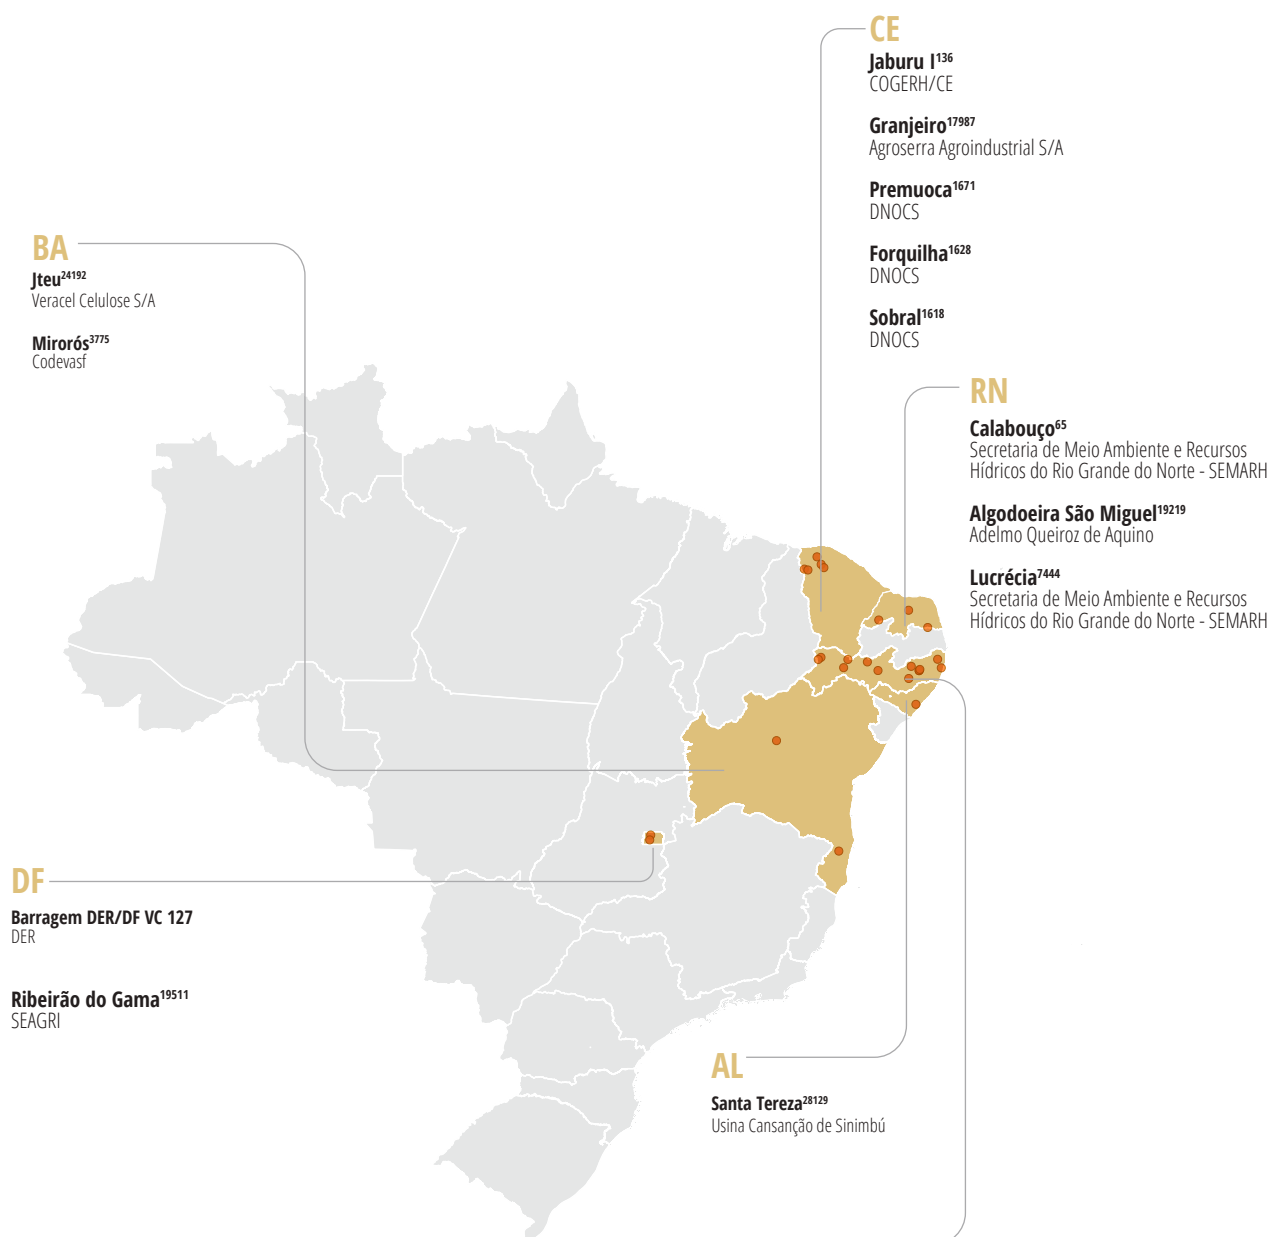 CE
Jaburu I136
COGERH/CE
Granjeiro17987
Agroserra Agroindustrial S/A
Premuoca1671
DNOCS
Forquilha1628
DNOCS
Sobral1618
DNOCS
BA
Jteu24192
Veracel Celulose S/A
Mirorós3775
Codevasf
RN
Calabouço65
Secretaria de Meio Ambiente e Recursos
Hídricos do Rio Grande do Norte - SEMARH
Algodoeira São Miguel19219
Adelmo Queiroz de Aquino
Lucrécia7444
Secretaria de Meio Ambiente e Recursos
Hídricos do Rio Grande do Norte - SEMARH
DF
Barragem DER/DF VC 127
DER
Ribeirão do Gama19511
SEAGRI
AL
Santa Tereza28129
Usina Cansanção de Sinimbú